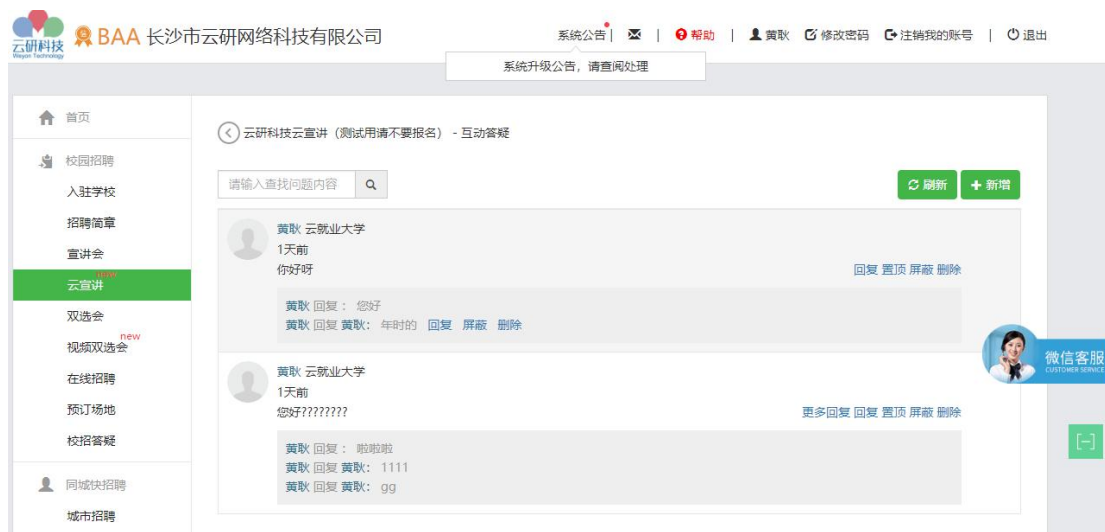 云研科技
Weyon Technology
BAA 长沙市云研网络科技有限公司
系统公告 | | 帮助 | 黄耿 修改密码 注销我的账号 | 退出
系统升级公告，请查阅处理
首页
云研科技云宣讲（测试用请不要报名） - 互动答疑
校园招聘
请输入查找问题内容
刷新 新增
入驻学校
招聘简章
宣讲会
new
云宣讲
双选会
new
视频双选会
在线招聘
预订场地
校招答疑
同城快招聘
城市招聘
黄耿 云就业大学
1天前
你好呀
回复 置顶 屏蔽 删除
黄耿 回复 ： 您好
黄耿 回复 黄耿： 年时的 回复 屏蔽 删除
黄耿 云就业大学
1天前
您好????????
更多回复 回复 置顶 屏蔽 删除
黄耿 回复 ： 啦啦啦
黄耿 回复 黄耿： 1111
黄耿 回复 黄耿： gg
微信客服
CUSTOMER SERVICE
[-]